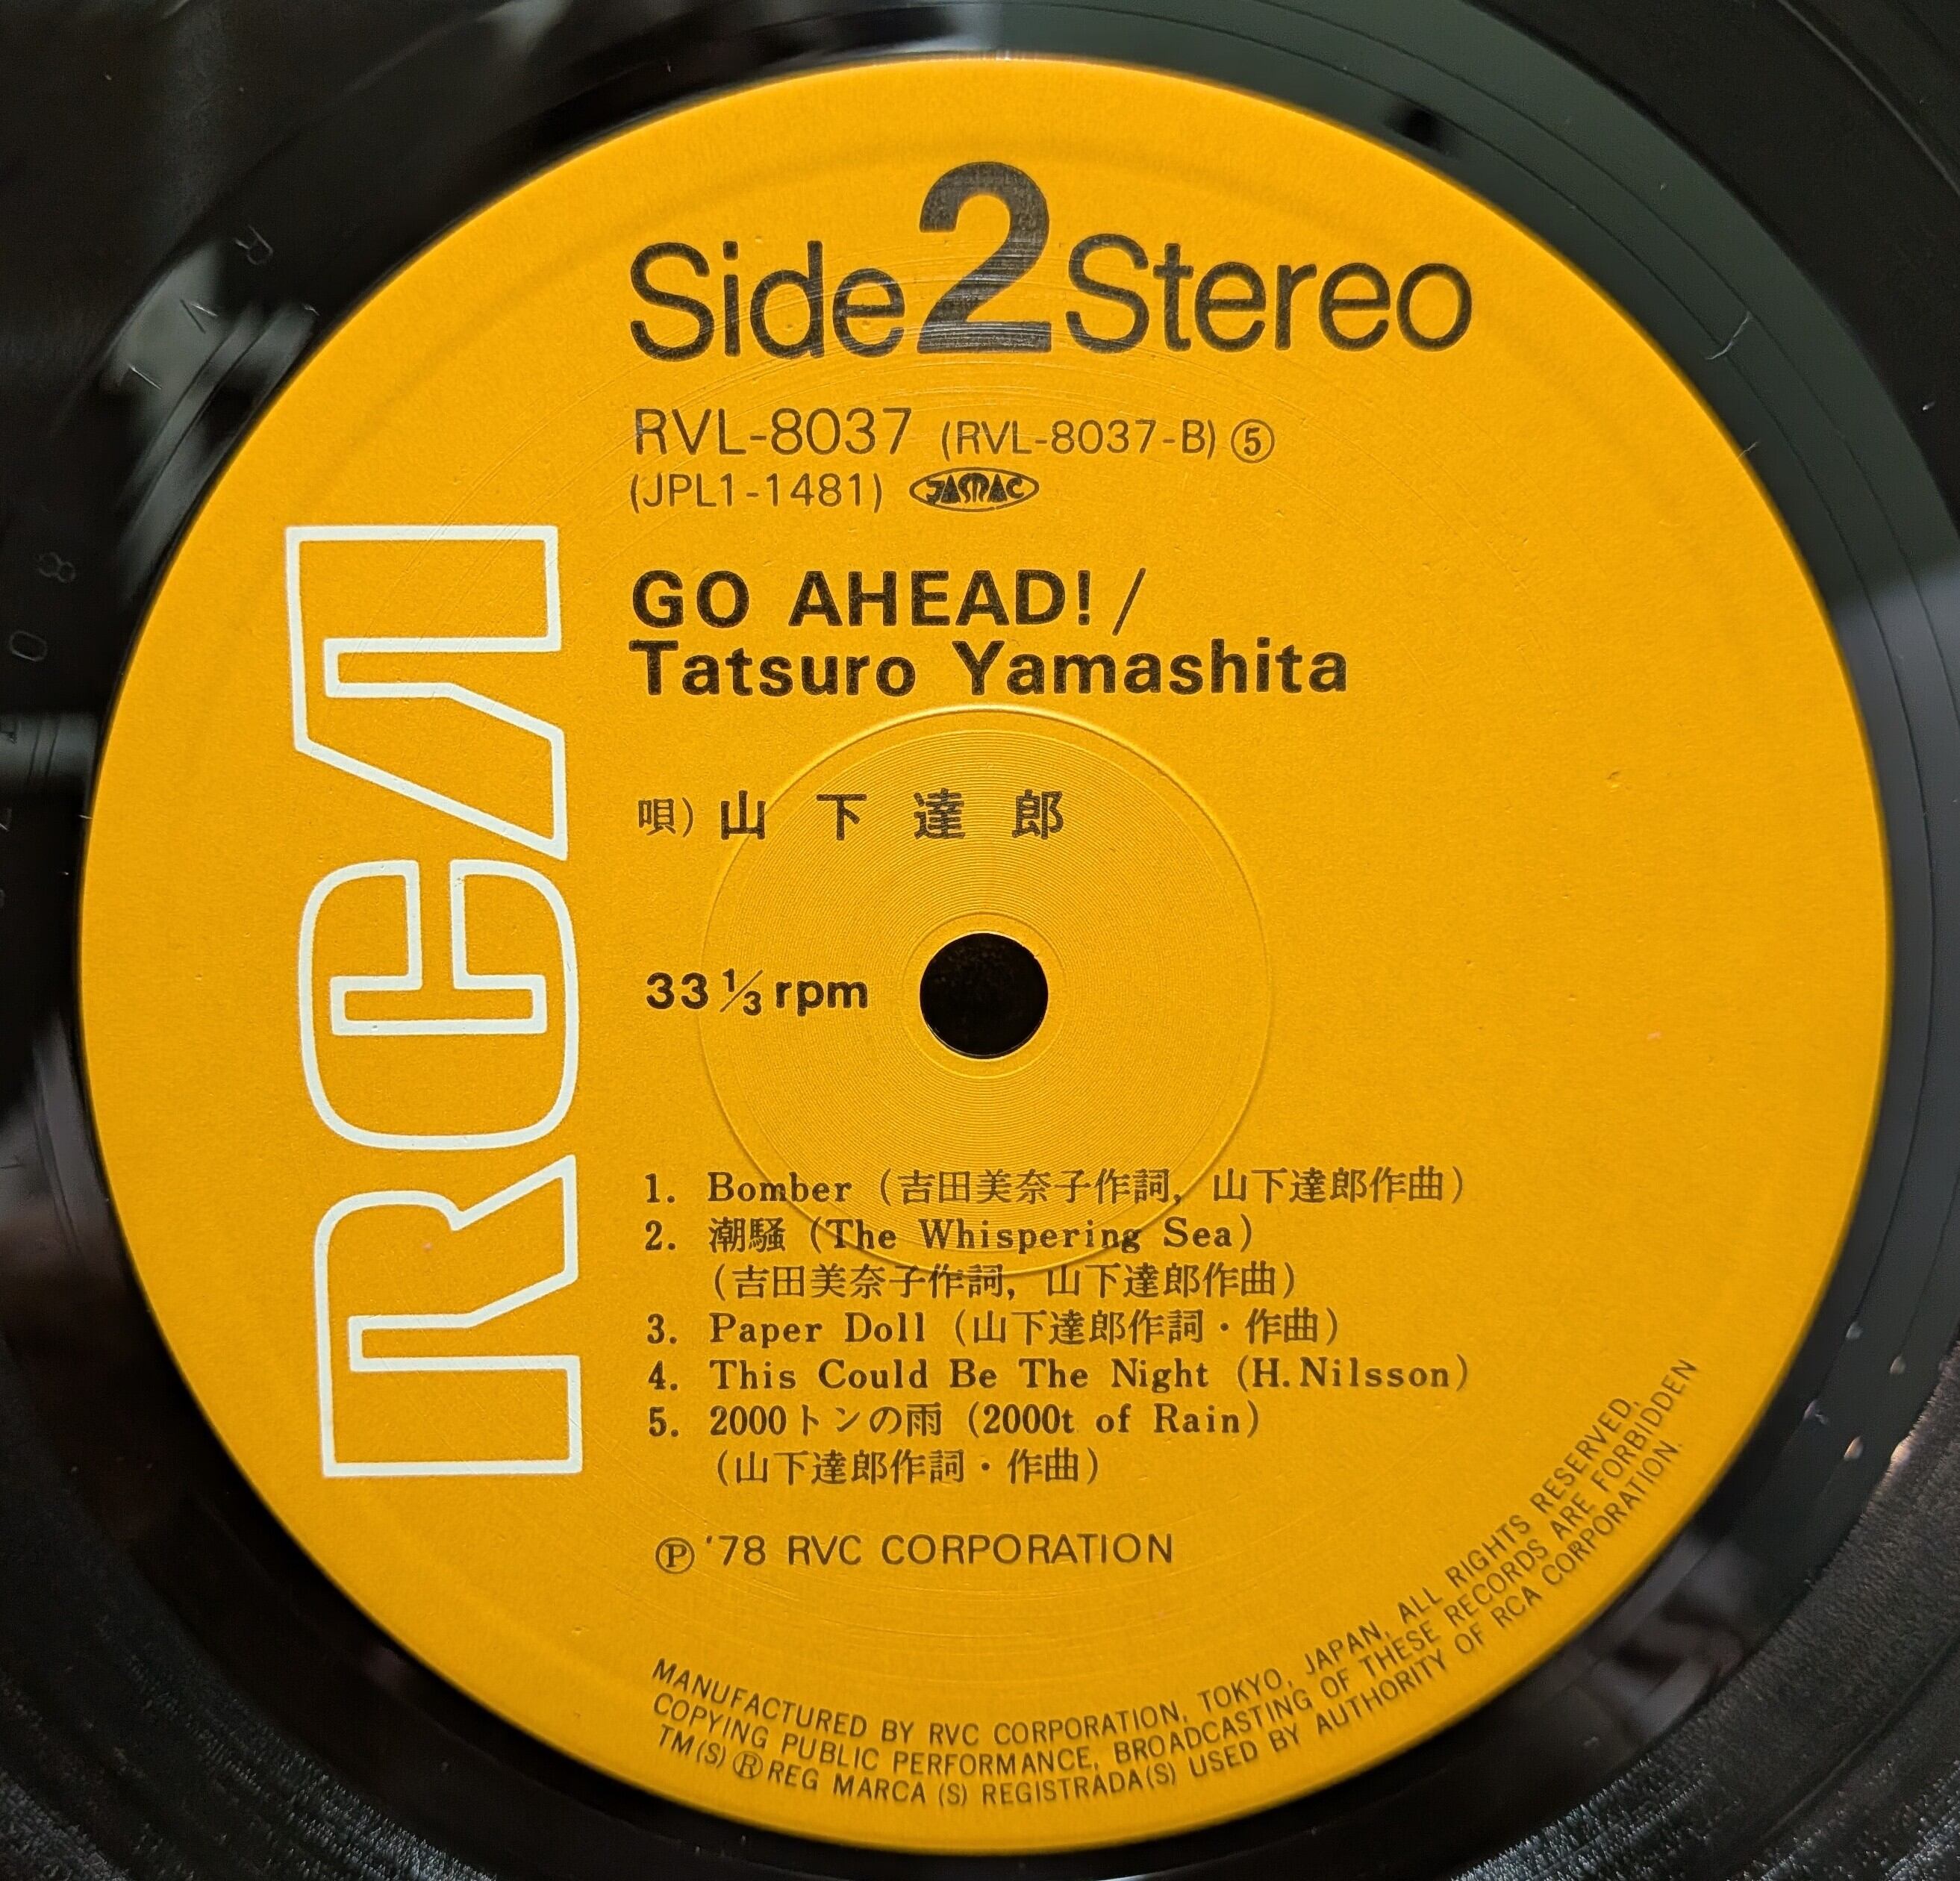 Side 2 Stereo
RVL-8037 (RVL-8037-B) ⑤
(JPL1-1481) JASRAC
GO AHEAD! /
Tatsuro Yamashita
唄) 山下達郎
33 1/3 rpm
RCA
1. Bomber (吉田美奈子作詞, 山下達郎作曲)
2. 潮騒 (The Whispering Sea)
(吉田美奈子作詞, 山下達郎作曲)
3. Paper Doll (山下達郎作詞・作曲)
4. This Could Be The Night (H. Nilsson)
5. 2000トンの雨 (2000t of Rain)
(山下達郎作詞・作曲)
Ⓟ '78 RVC CORPORATION
MANUFACTURED BY RVC CORPORATION, TOKYO, JAPAN, ALL RIGHTS RESERVED,
COPYING PUBLIC PERFORMANCE, BROADCASTING OF THESE RECORDS ARE FORBIDDEN
TM(S) ® REG MARCA (S) REGISTRADA(S) USED BY AUTHORITY OF RCA CORPORATION.